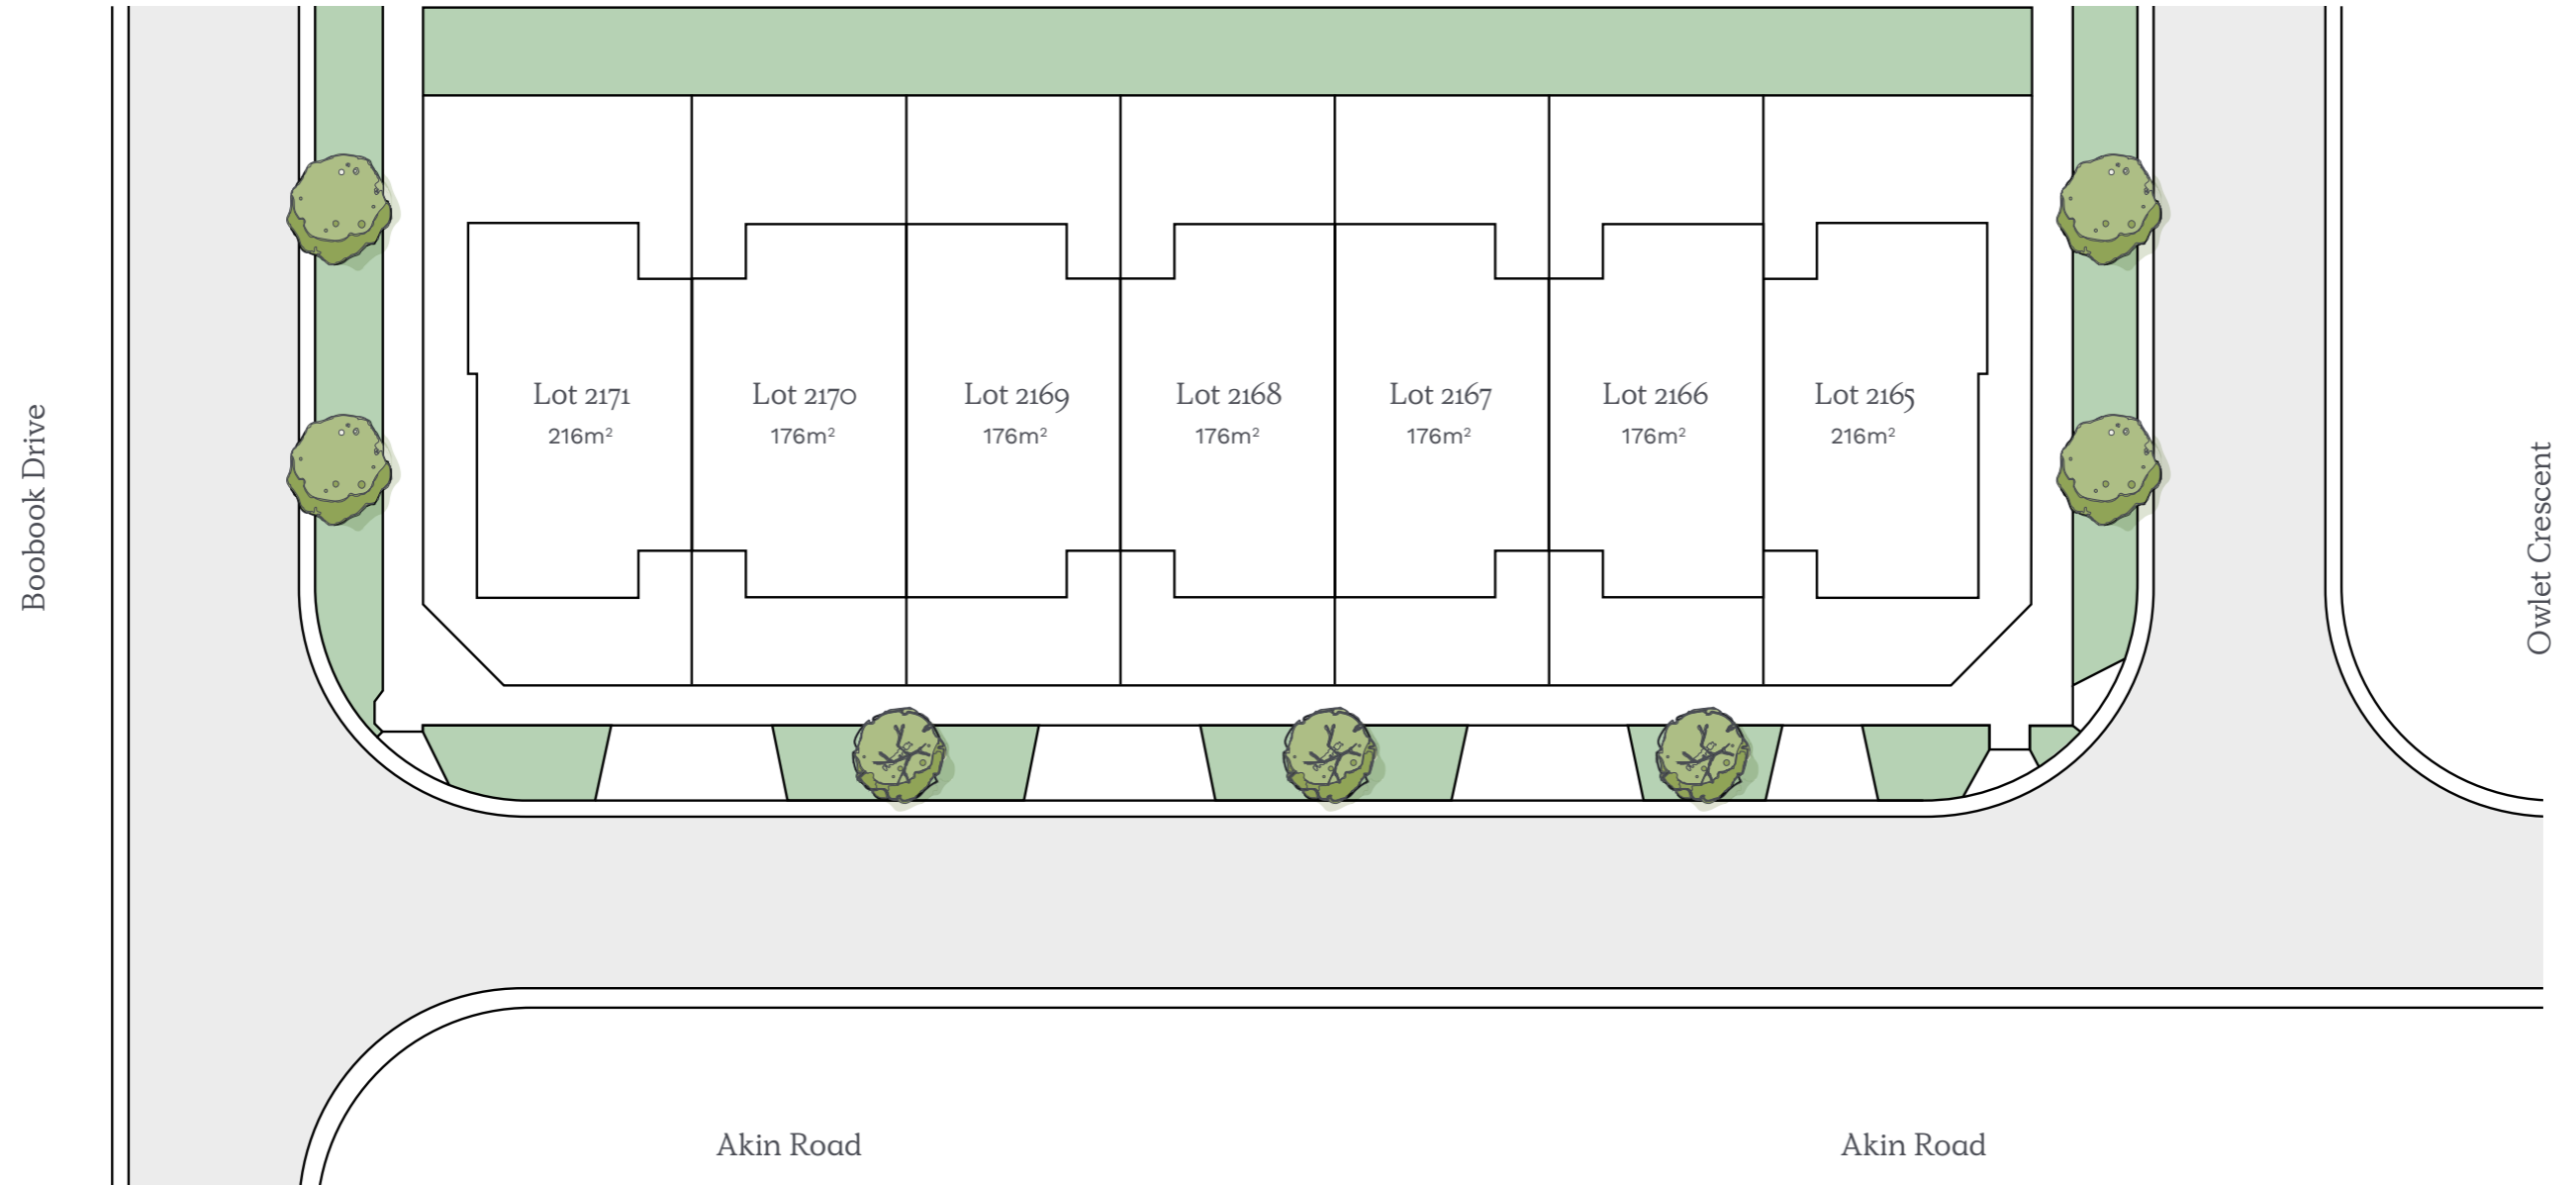 Boobook Drive
Lot 2171
216m²
Lot 2170
176m²
Lot 2169
176m²
Lot 2168
176m²
Lot 2167
176m²
Lot 2166
176m²
Lot 2165
216m²
Owlet Crescent
Akin Road
Akin Road